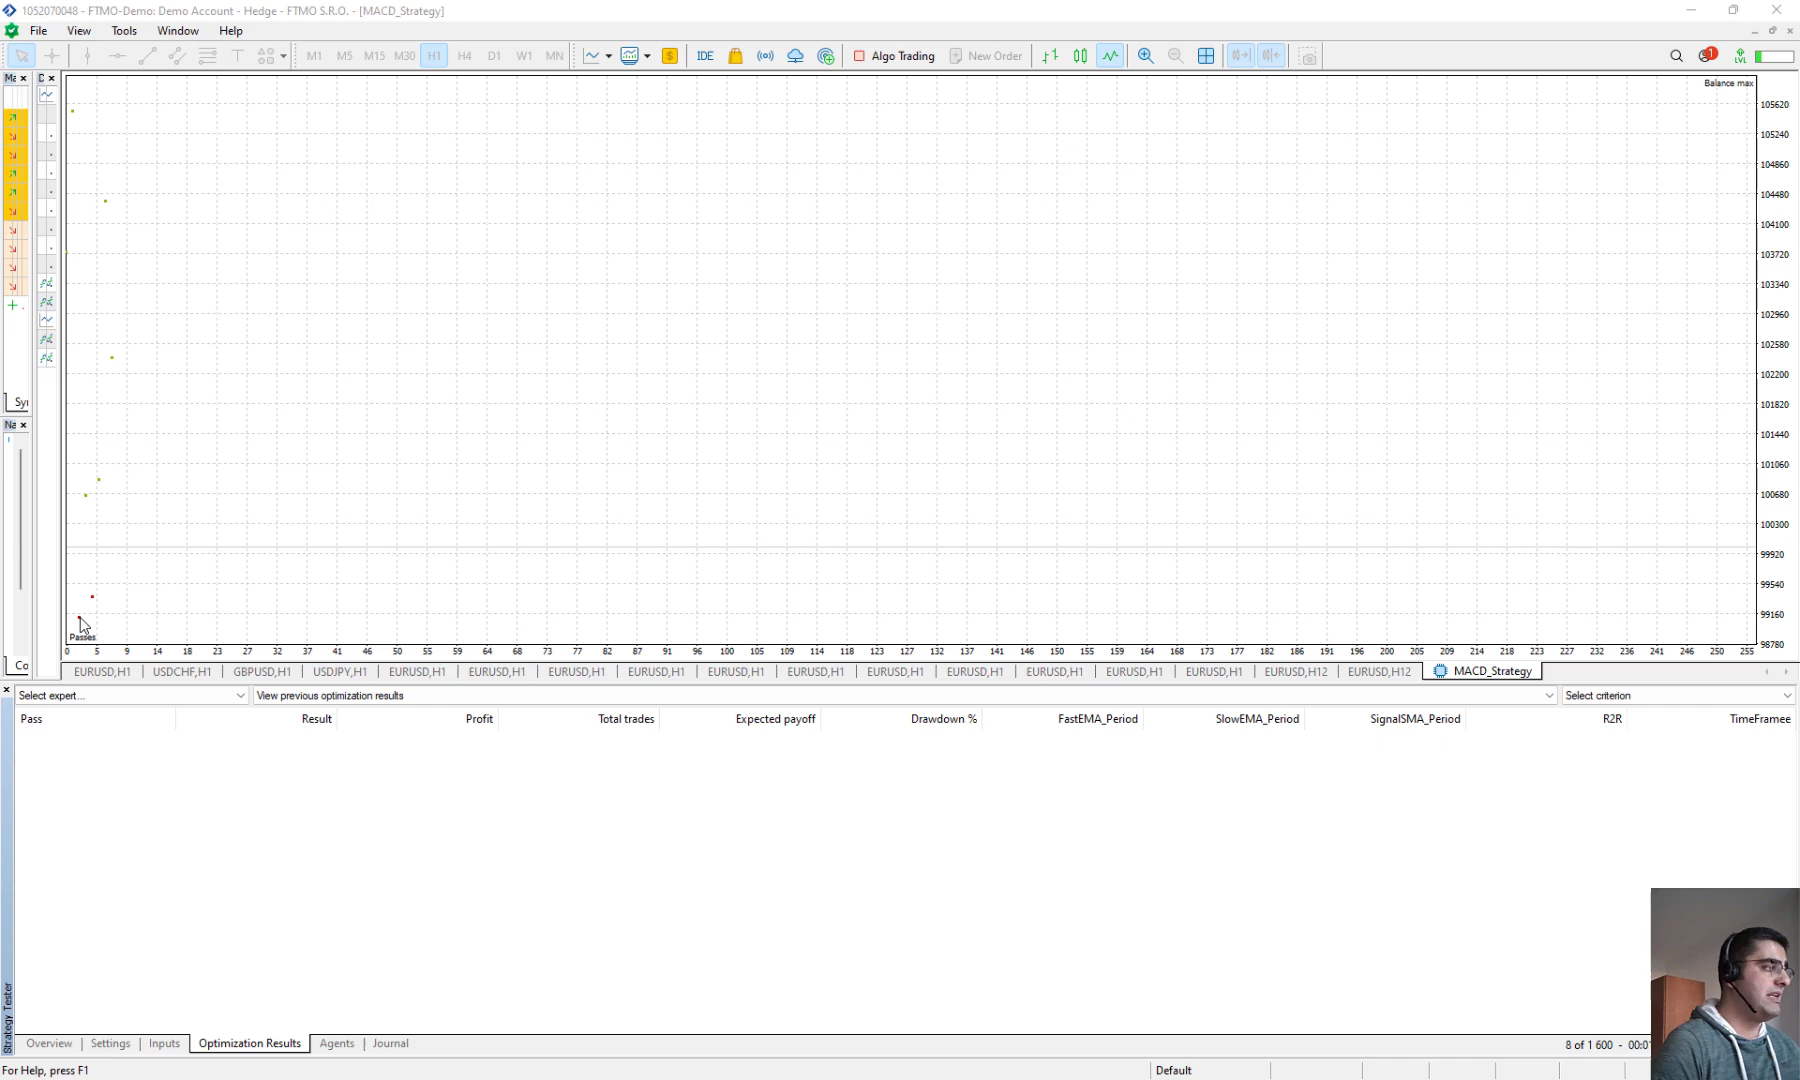 1052070048 - FTMO-Demo: Demo Account - Hedge - FTMO S.R.O. - [MACD_Strategy]
File View Tools Window Help
M1 M5 M15 M30 H1 H4 D1 W1 MN IDE Algo Trading New Order 1 LVL
Ma
Balance max
105620
105240
104860
104480
104100
103720
103340
102960
102580
102200
101820
101440
101060
100680
100300
99920
99540
99160
98780
Na
Passes
0 5 9 14 18 23 27 32 37 41 46 50 55 59 64 68 73 77 82 87 91 96 100 105 109 114 118 123 127 132 137 141 146 150 155 159 164 168 173 177 182 186 191 196 200 205 209 214 218 223 227 232 236 241 246 250 255
Co
EURUSD,H1 USDCHF,H1 GBPUSD,H1 USDJPY,H1 EURUSD,H1 EURUSD,H1 EURUSD,H1 EURUSD,H1 EURUSD,H1 EURUSD,H1 EURUSD,H1 EURUSD,H1 EURUSD,H1 EURUSD,H1 EURUSD,H1 EURUSD,H12 EURUSD,H12 MACD_Strategy
Select expert... View previous optimization results Select criterion
Pass Result Profit Total trades Expected payoff Drawdown % FastEMA_Period SlowEMA_Period SignalSMA_Period R2R TimeFramee
Strategy Tester
Overview Settings Inputs Optimization Results Agents Journal
8 of 1 600 - 00:01
For Help, press F1 Default